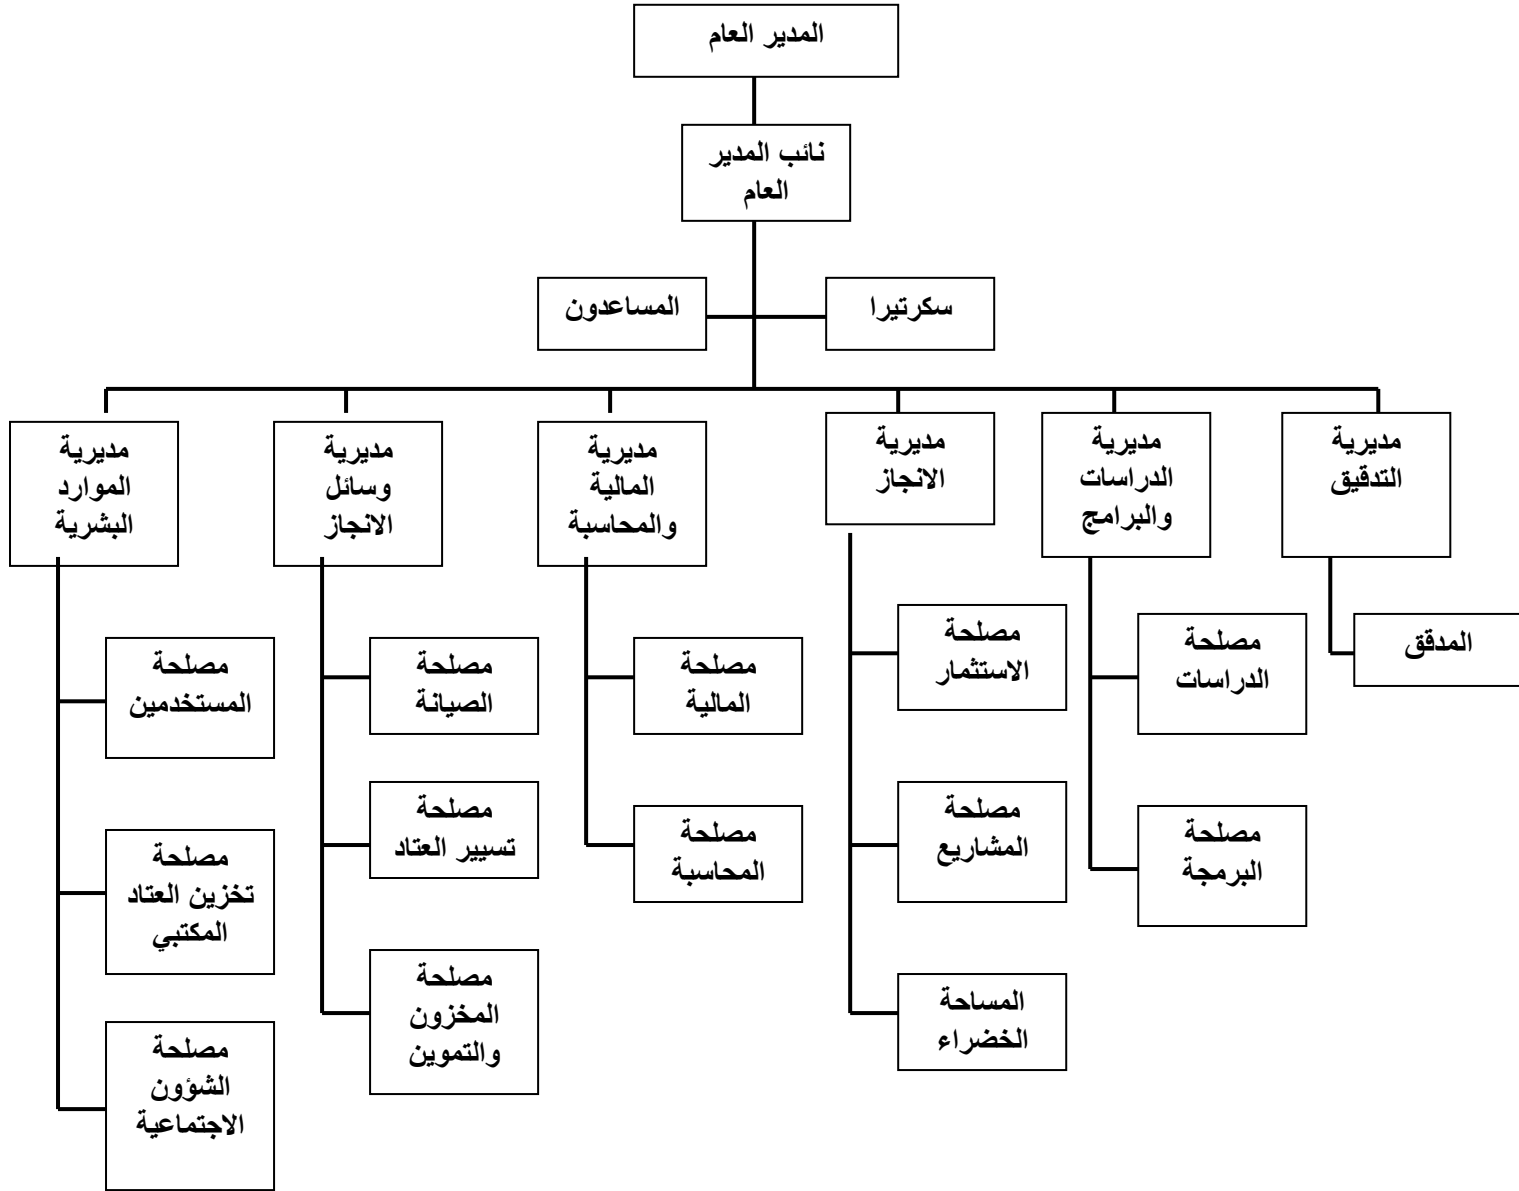 المدير العام
نائب المدير
العام
سكرتيرا
المساعدون
مديرية
التدقيق
مديرية
الدراسات
والبرامج
مديرية
الانجاز
مديرية
المالية
والمحاسبة
مديرية
وسائل
الانجاز
مديرية
الموارد
البشرية
المدقق
مصلحة
الدراسات
مصلحة
البرمجة
مصلحة
الاستثمار
مصلحة
المشاريع
المساحة
الخضراء
مصلحة
المالية
مصلحة
المحاسبة
مصلحة
الصيانة
مصلحة
تسيير العتاد
مصلحة
المخزون
والتموين
مصلحة
المستخدمين
مصلحة
تخزين العتاد
المكتبي
مصلحة
الشؤون
الاجتماعية